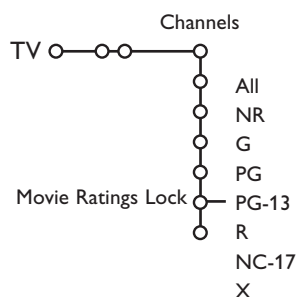 Channels
TV
All
NR
G
PG
Movie Ratings Lock PG-13
R
NC-17
X